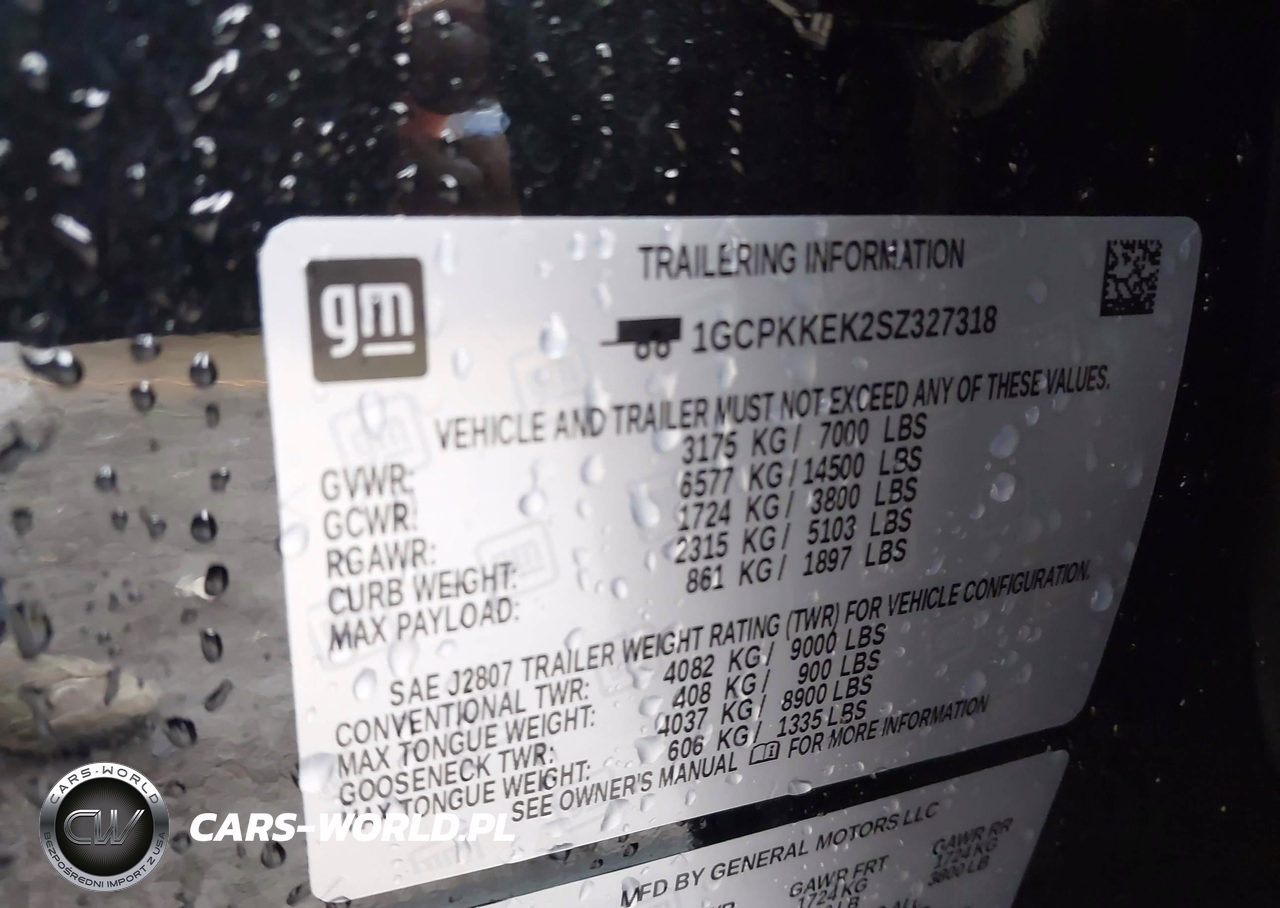 gm
TRAILERING INFORMATION
1GCPKKEK2SZ327318
VEHICLE AND TRAILER MUST NOT EXCEED ANY OF THESE VALUES.
GVWR: 3175 KG / 7000 LBS
GCWR: 6577 KG / 14500 LBS
RGAWR: 1724 KG / 3800 LBS
CURB WEIGHT: 2315 KG / 5103 LBS
MAX PAYLOAD: 861 KG / 1897 LBS
SAE J2807 TRAILER WEIGHT RATING (TWR) FOR VEHICLE CONFIGURATION.
CONVENTIONAL TWR: 4082 KG / 9000 LBS
MAX TONGUE WEIGHT: 408 KG / 900 LBS
GOOSENECK TWR: 4037 KG / 8900 LBS
MAX TONGUE WEIGHT: 606 KG / 1335 LBS
SEE OWNER'S MANUAL FOR MORE INFORMATION
MFD BY GENERAL MOTORS LLC
GAWR FRT GAWR RR
1724 KG 1724 KG
3800 LB
CARS-WORLD
CW
BEZPOŚREDNI IMPORT Z USA
CARS-WORLD.PL